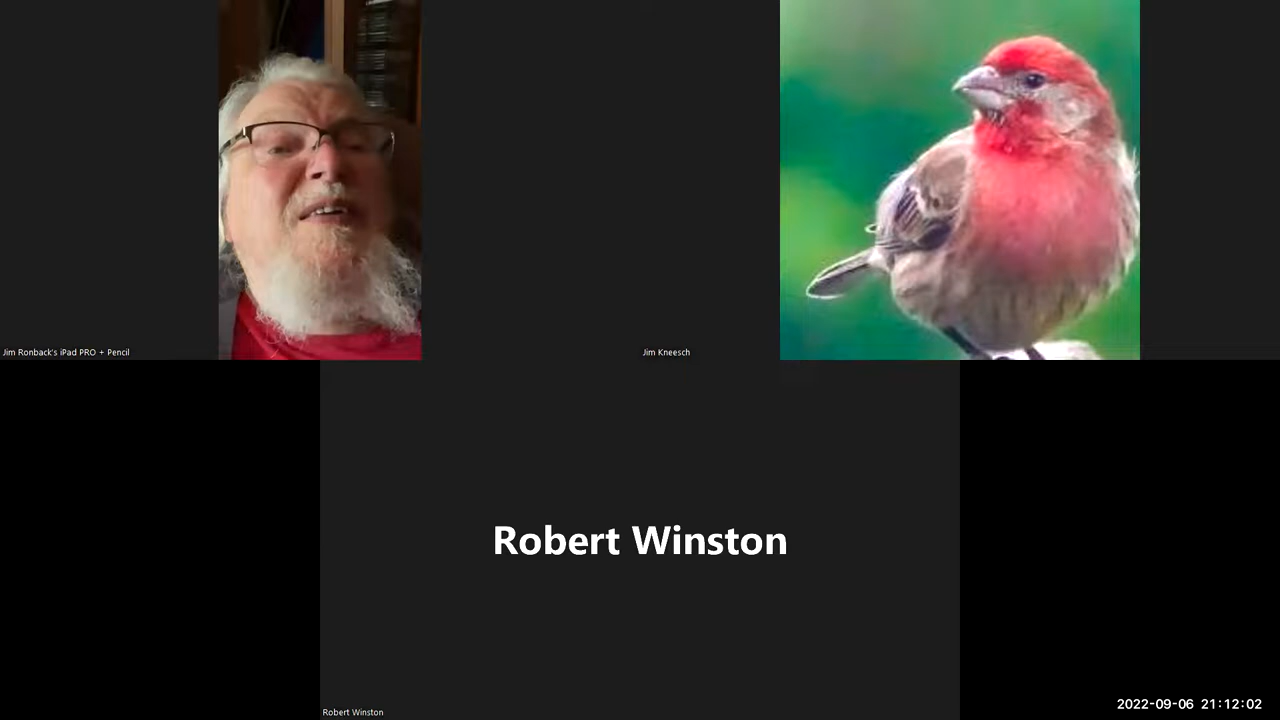 Jim Ronback's iPad PRO + Pencil
Jim Kneesch
Robert Winston
Robert Winston
2022-09-06 21:12:02